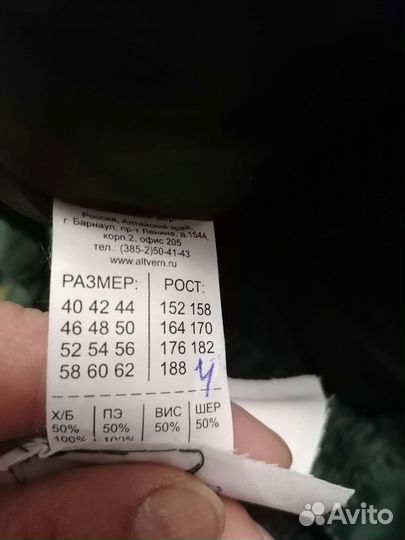 Россия, Алтайский край,
г. Барнаул, пр-т Ленина, д.154А,
корп.2, офис 205
тел.: (385-2)50-41-43
www.altvern.ru
РАЗМЕР: РОСТ:
40 42 44 152 158
46 48 50 164 170
52 54 56 176 182
58 60 62 188 Ч
Х/Б ПЭ ВИС ШЕР
50% 50% 50% 50%
100% 100%
Avito